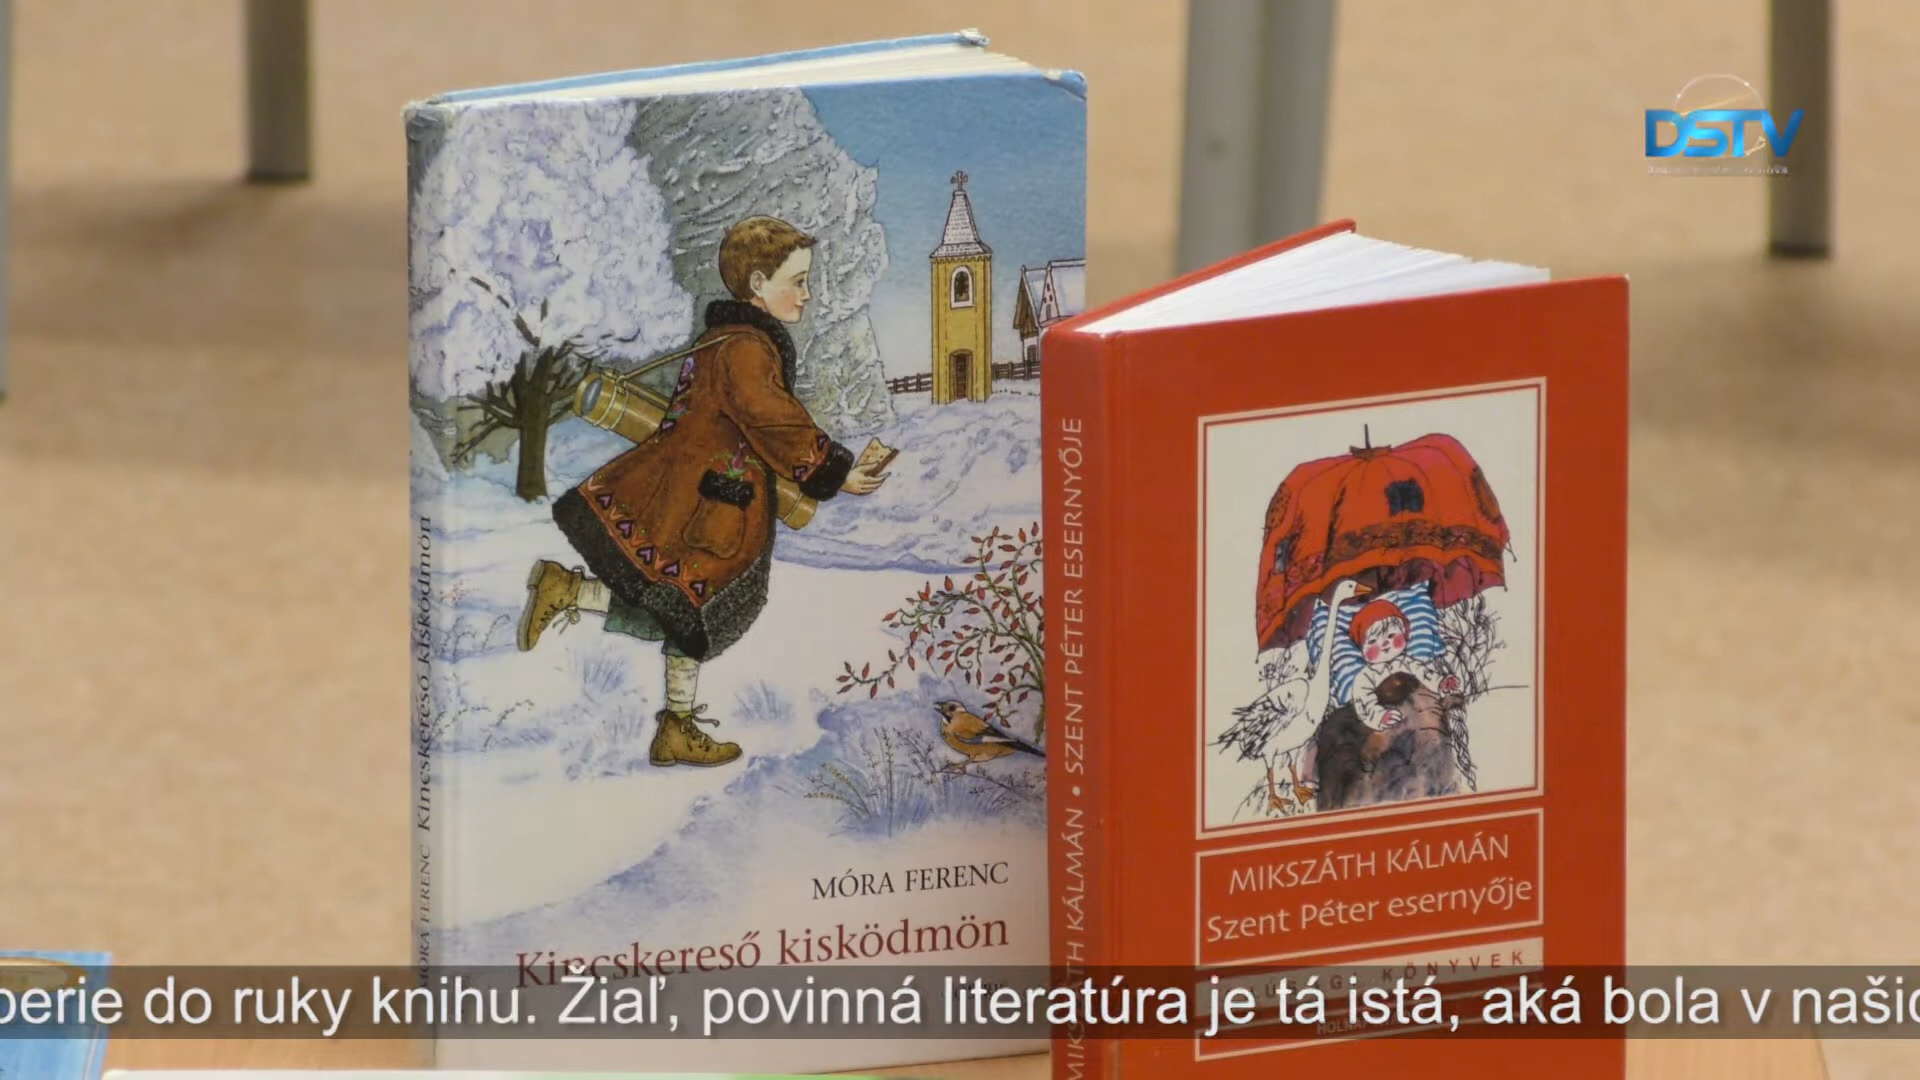 DSTV
MÓRA FERENC Kincskereső kisködmön
MÓRA FERENC
Kincskereső kisködmön
MIKSZÁTH KÁLMÁN • SZENT PÉTER ESERNYŐJE
MIKSZÁTH KÁLMÁN
Szent Péter esernyője
KÖNYVEK
berie do ruky knihu. Žiaľ, povinná literatúra je tá istá, aká bola v našic